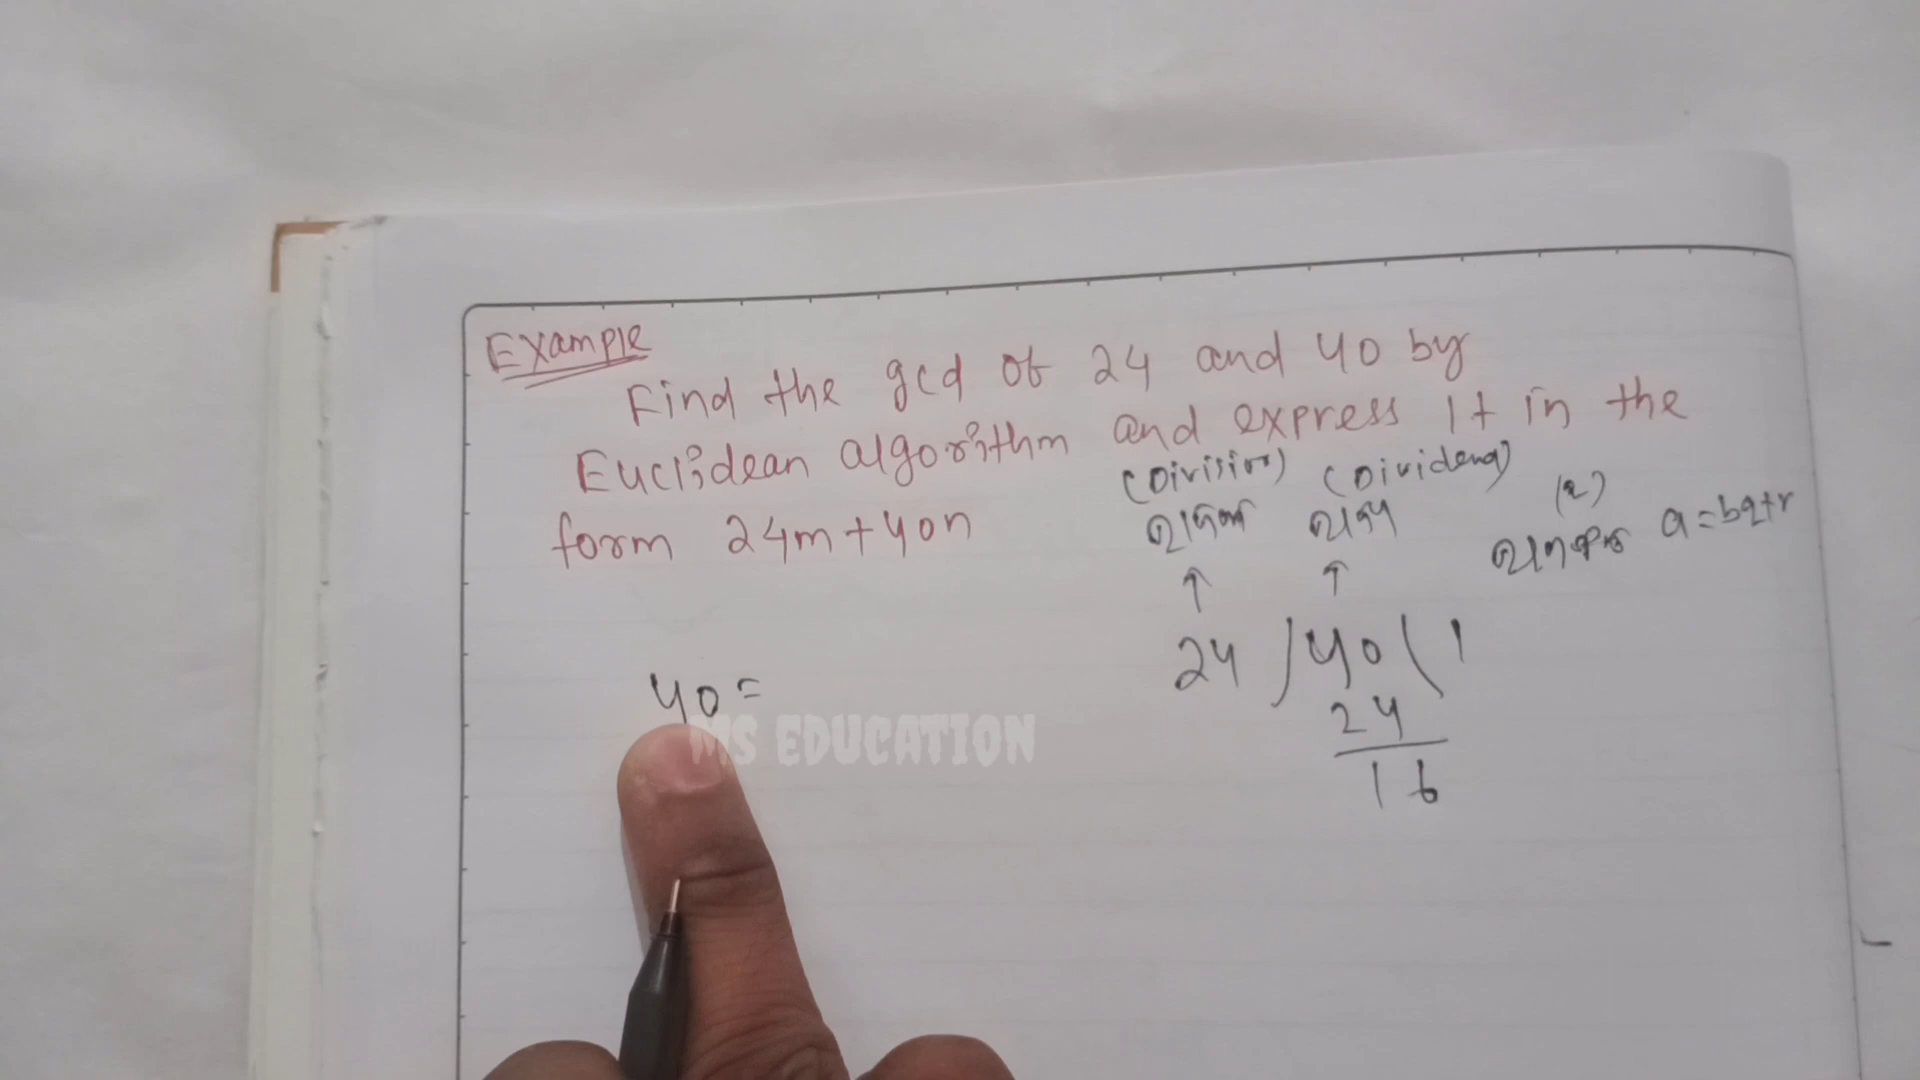 Example
Find the gcd of 24 and 40 by
Euclidean algorithm and express it in the
form 24m+40n
(Division) (Dividend)
(q)
ଭାଜକ ଭାଜ୍ୟ
a=bq+r
↑ ↑
24 ) 40 ( 1
24
16
40 =
MS EDUCATION